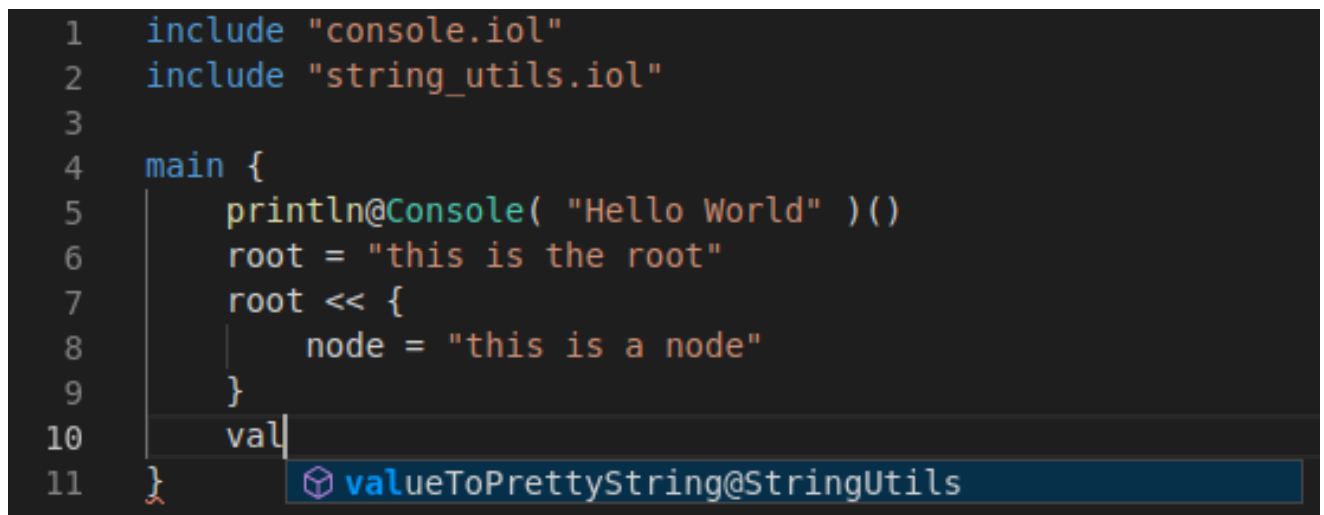 1 include "console.iol"
2 include "string_utils.iol"
3
4 main {
5 println@Console( "Hello World" )()
6 root = "this is the root"
7 root << {
8 node = "this is a node"
9 }
10 val
11 } valueToPrettyString@StringUtils